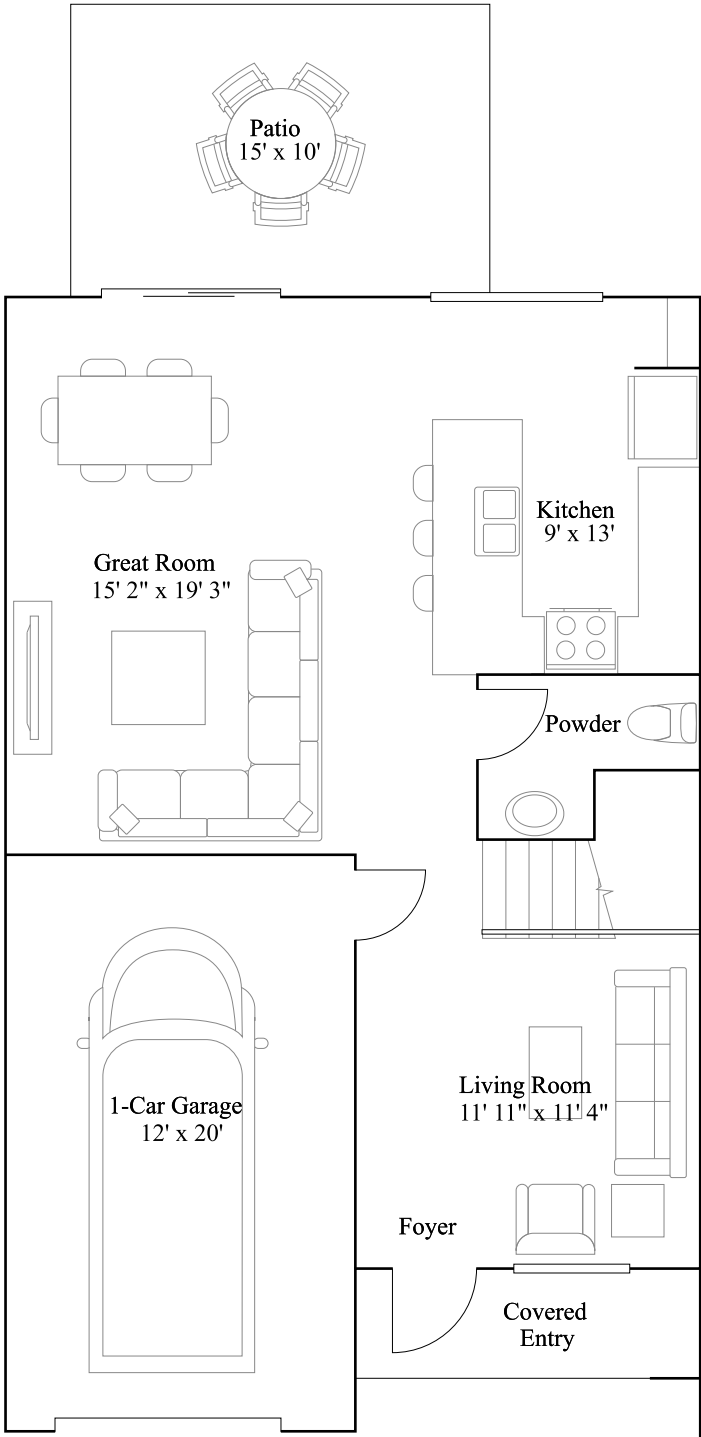 Patio
15' x 10'
Kitchen
9' x 13'
Great Room
15' 2" x 19' 3"
Powder
Living Room
11' 11" x 11' 4"
1-Car Garage
12' x 20'
Foyer
Covered
Entry